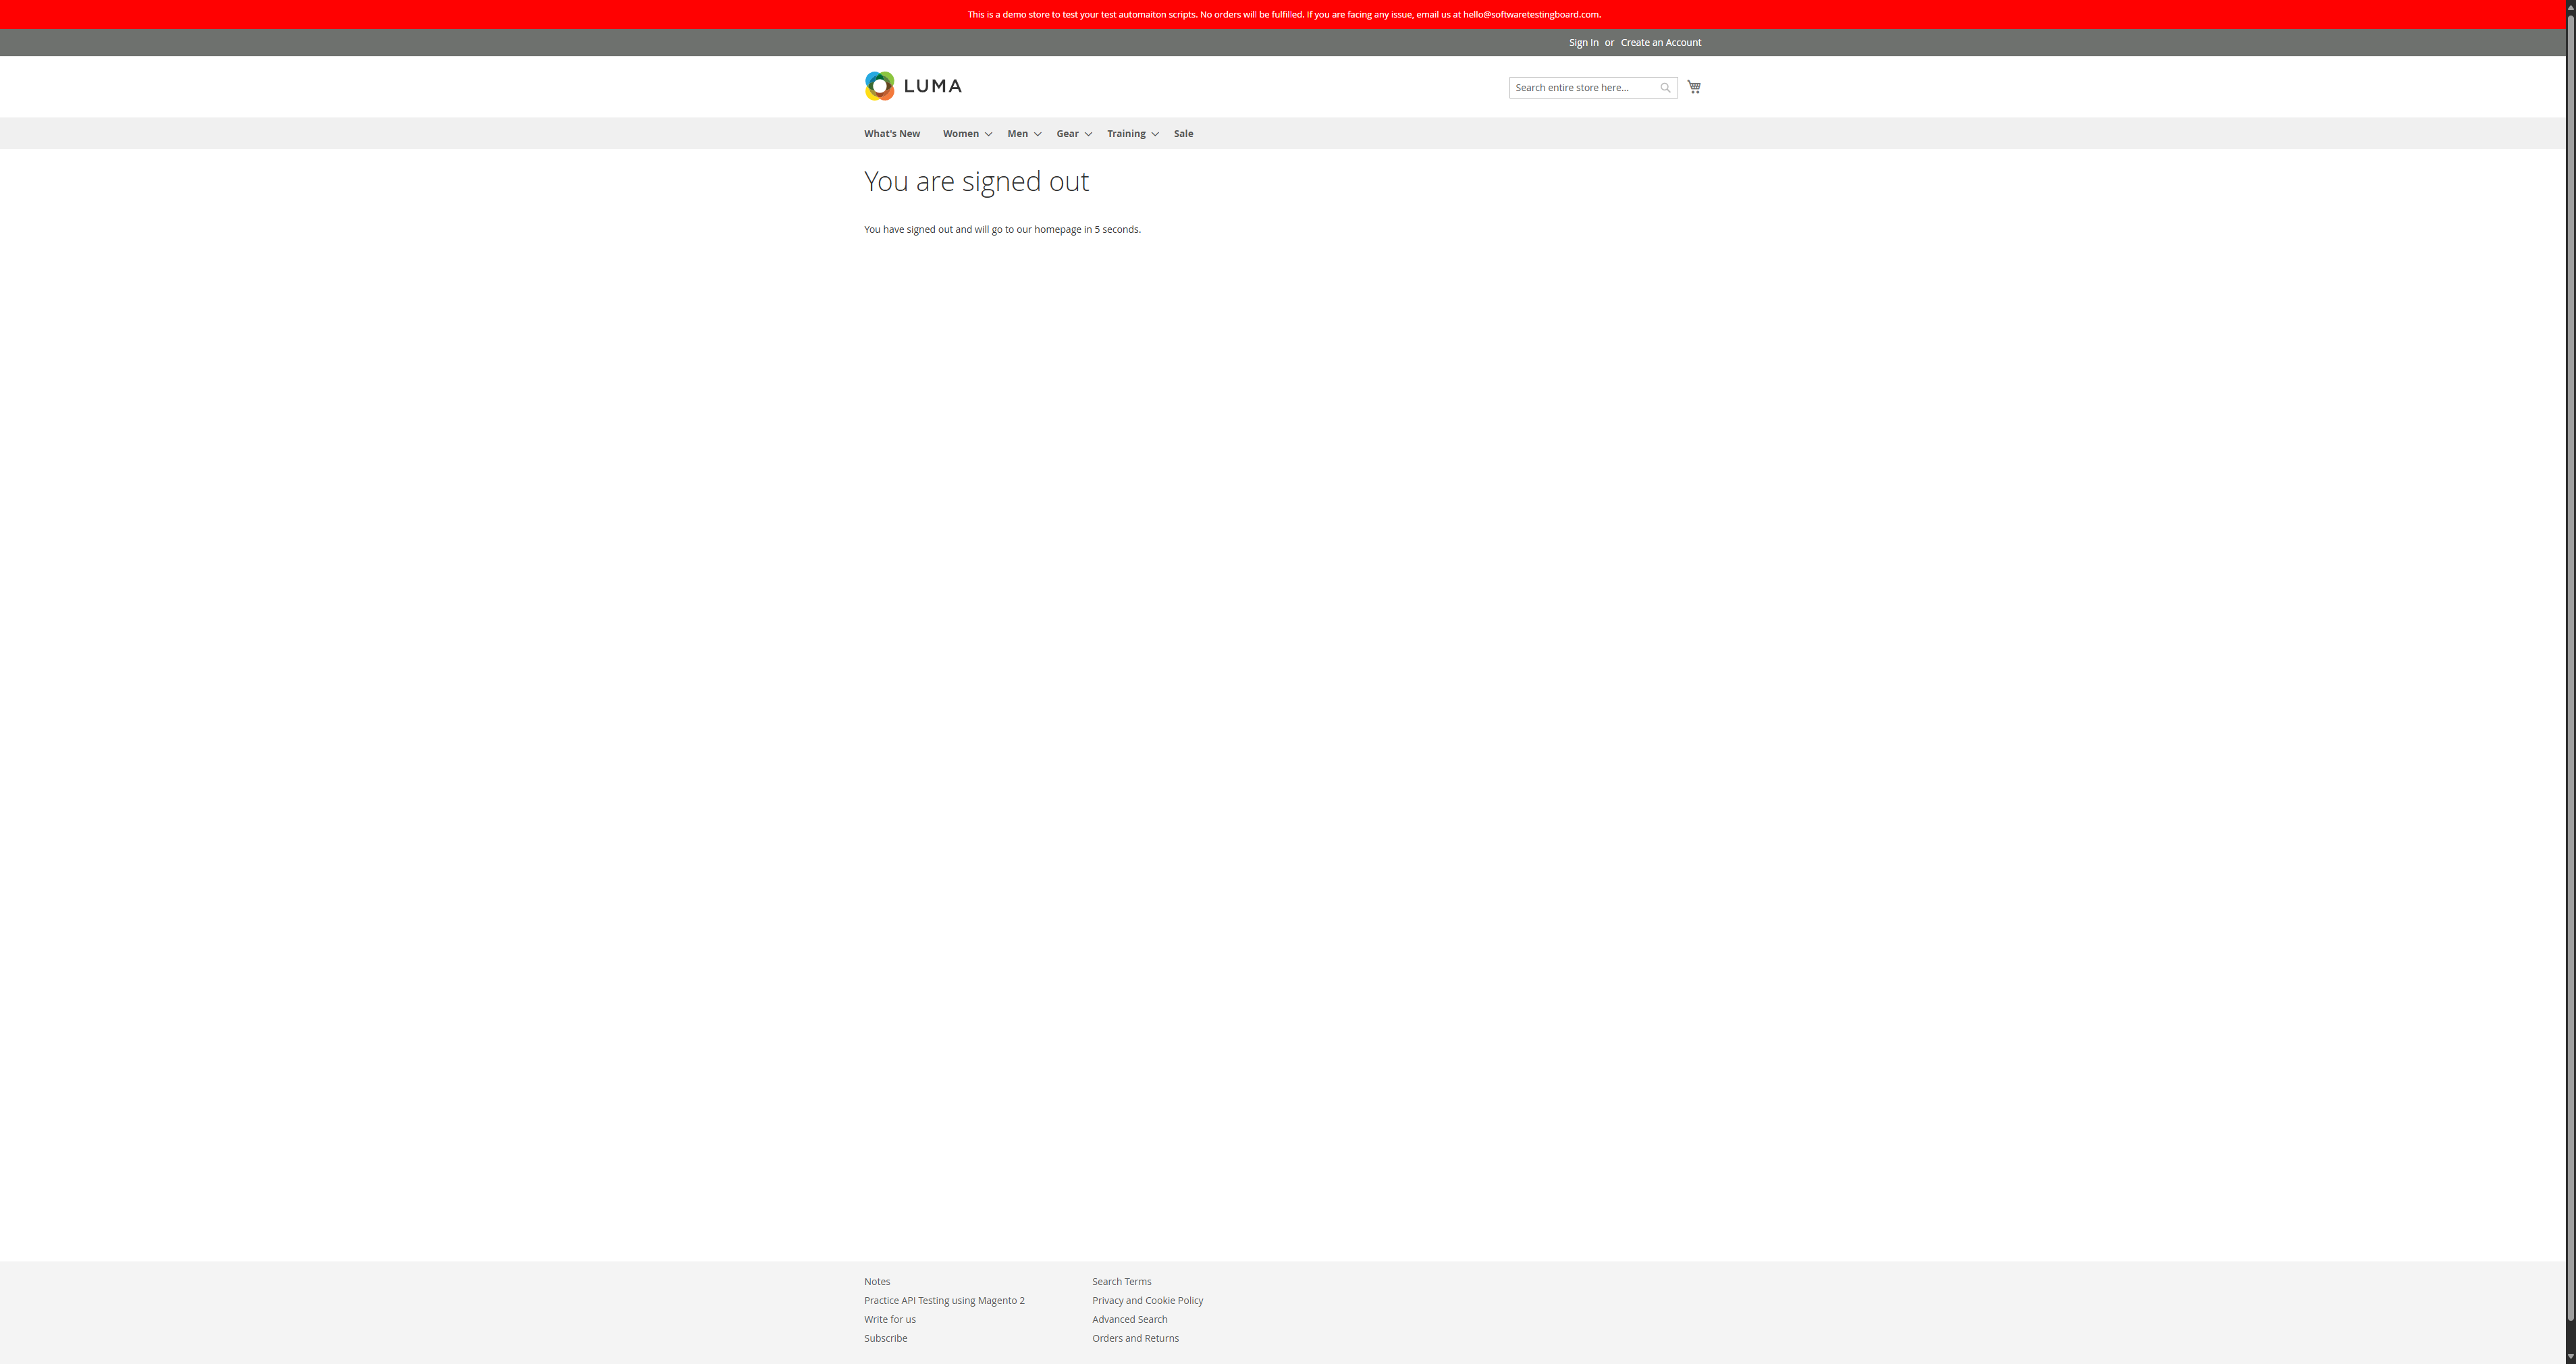 This is a demo store to test your test automaiton scripts. No orders will be fulfilled. If you are facing any issue, email us at hello@softwaretestingboard.com.
Sign In or Create an Account
LUMA
Search entire store here...
What's New Women Men Gear Training Sale
You are signed out
You have signed out and will go to our homepage in 5 seconds.
Notes
Practice API Testing using Magento 2
Write for us
Subscribe
Search Terms
Privacy and Cookie Policy
Advanced Search
Orders and Returns